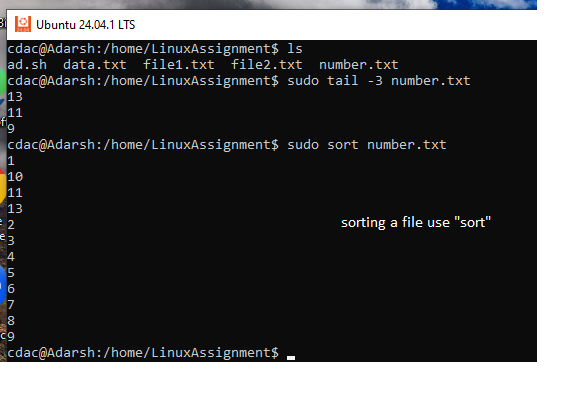 Ubuntu 24.04.1 LTS
cdac@Adarsh:/home/LinuxAssignment$ ls
ad.sh  data.txt  file1.txt  file2.txt  number.txt
cdac@Adarsh:/home/LinuxAssignment$ sudo tail -3 number.txt
13
11
9
cdac@Adarsh:/home/LinuxAssignment$ sudo sort number.txt
1
10
11
13
2
sorting a file use "sort"
3
4
5
6
7
8
9
cdac@Adarsh:/home/LinuxAssignment$